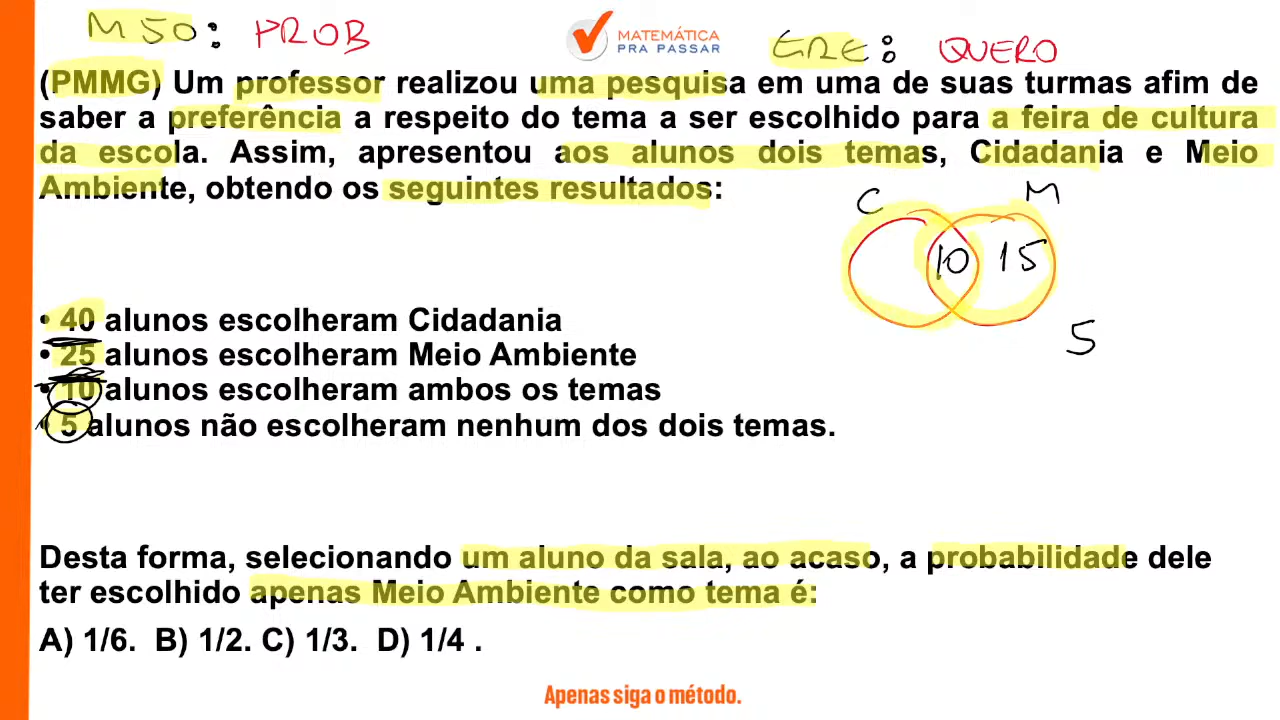 M50: PROB
MATEMÁTICA
PRA PASSAR
GRE: QUERO
(PMMG) Um professor realizou uma pesquisa em uma de suas turmas afim de
saber a preferência a respeito do tema a ser escolhido para a feira de cultura
da escola. Assim, apresentou aos alunos dois temas, Cidadania e Meio
Ambiente, obtendo os seguintes resultados:
C M
10 15
5
• 40 alunos escolheram Cidadania
• 25 alunos escolheram Meio Ambiente
• 10 alunos escolheram ambos os temas
• 5 alunos não escolheram nenhum dos dois temas.
Desta forma, selecionando um aluno da sala, ao acaso, a probabilidade dele
ter escolhido apenas Meio Ambiente como tema é:
A) 1/6. B) 1/2. C) 1/3. D) 1/4 .
Apenas siga o método.